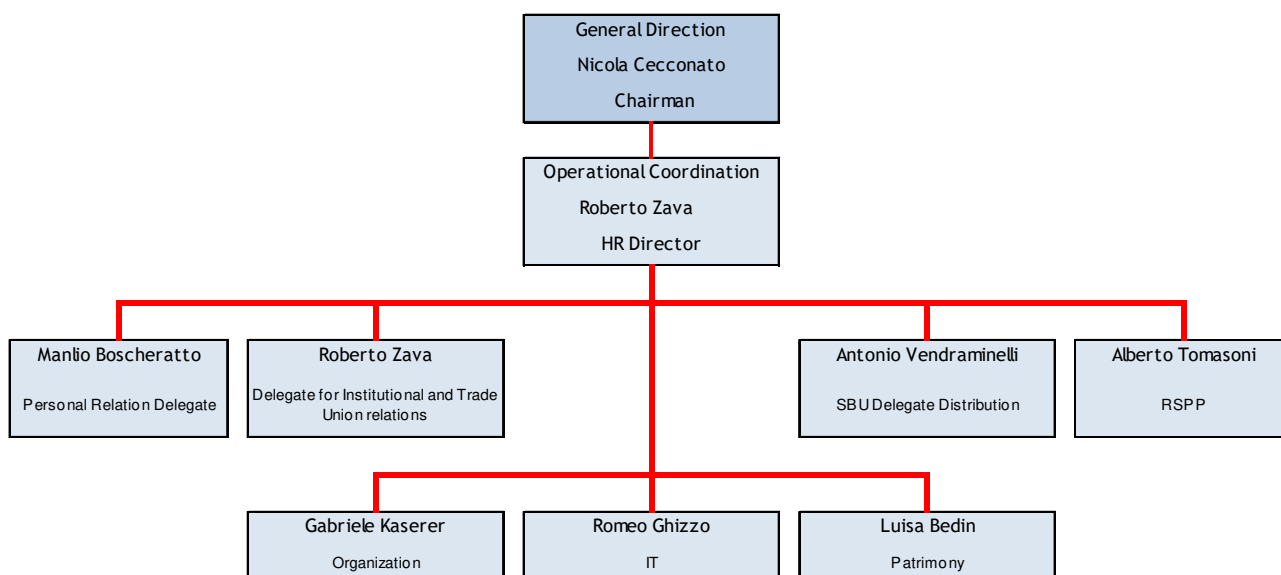 General Direction
Nicola Cecconato
Chairman
Operational Coordination
Roberto Zava
HR Director
Manlio Boscheratto
Personal Relation Delegate
Roberto Zava
Delegate for Institutional and Trade
Union relations
Antonio Vendraminelli
SBU Delegate Distribution
Alberto Tomasoni
RSPP
Gabriele Kaserer
Organization
Romeo Ghizzo
IT
Luisa Bedin
Patrimony